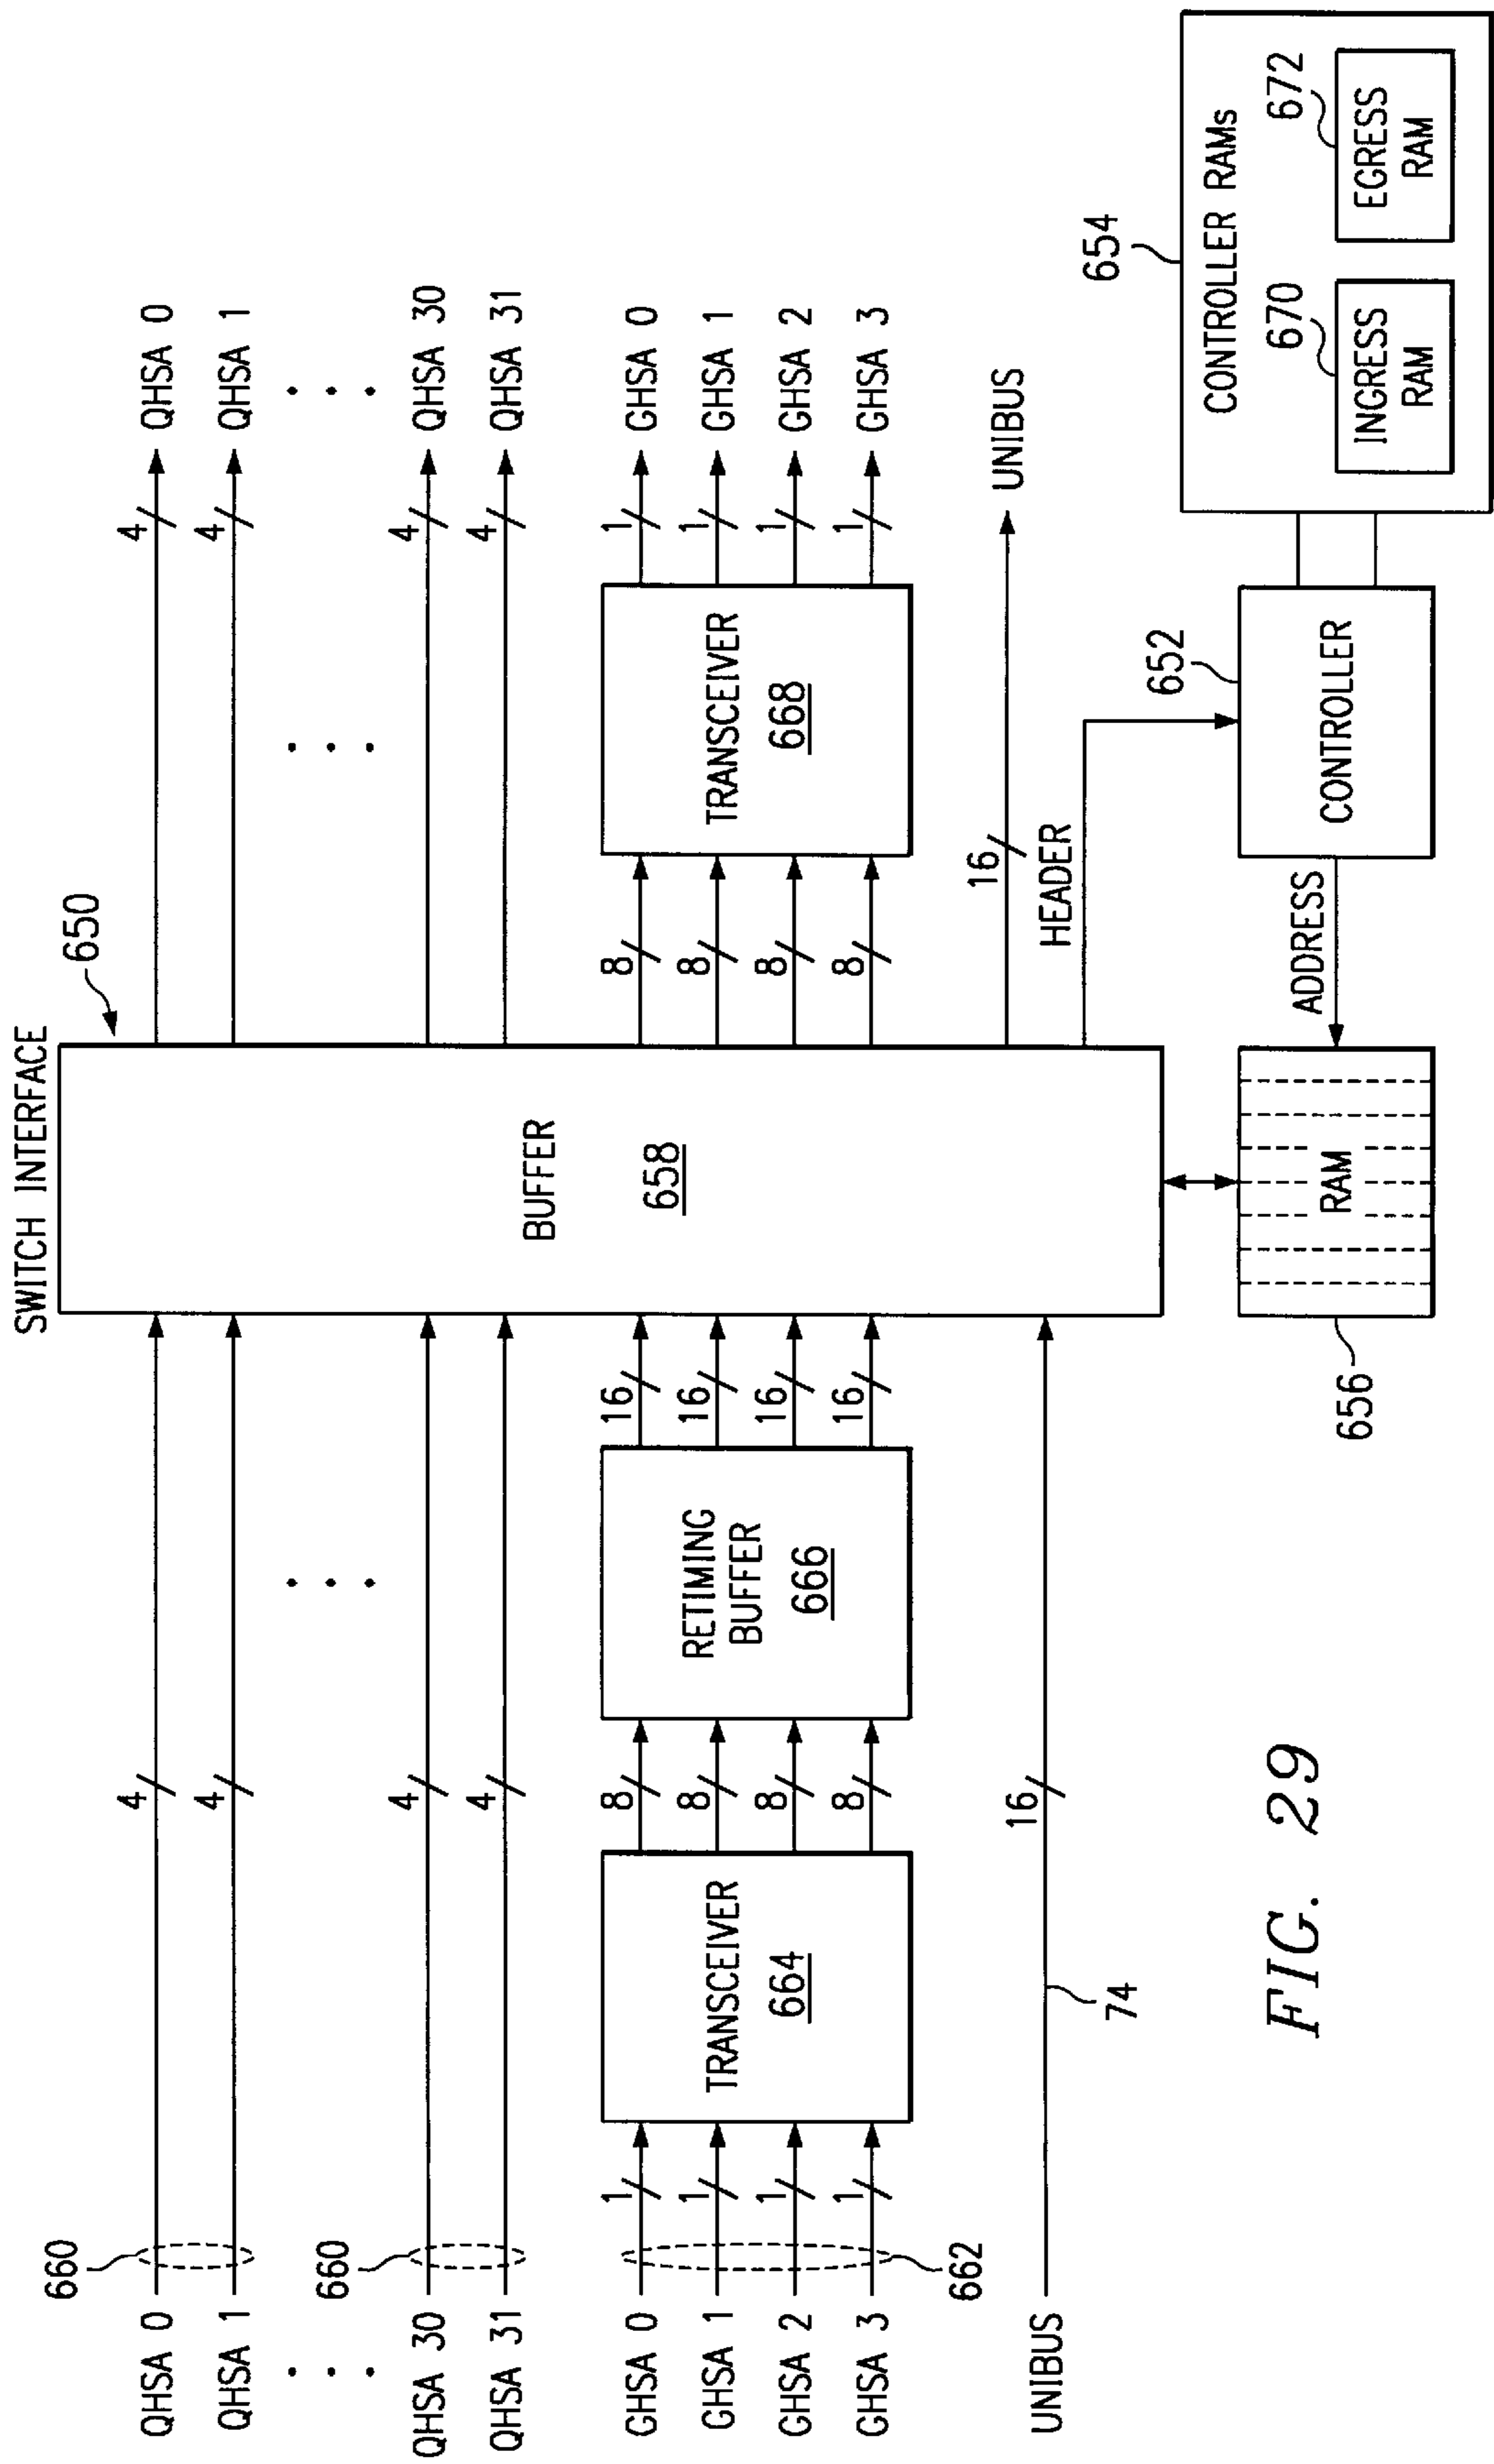 SWITCH INTERFACE
650
660
QHSA 0
4
4
QHSA 0
QHSA 1
4
4
QHSA 1
660
QHSA 30
4
4
QHSA 30
QHSA 31
4
4
QHSA 31
BUFFER
658
GHSA 0
1
8
16
8
1
GHSA 0
GHSA 1
1
8
16
8
1
GHSA 1
GHSA 2
1
8
16
8
1
GHSA 2
GHSA 3
1
8
16
8
1
GHSA 3
662
TRANSCEIVER
664
RETIMING
BUFFER
666
TRANSCEIVER
668
UNIBUS
16
74
16
UNIBUS
HEADER
652
654
656
RAM
ADDRESS
CONTROLLER
CONTROLLER RAMs
670
INGRESS
RAM
672
EGRESS
RAM
FIG. 29